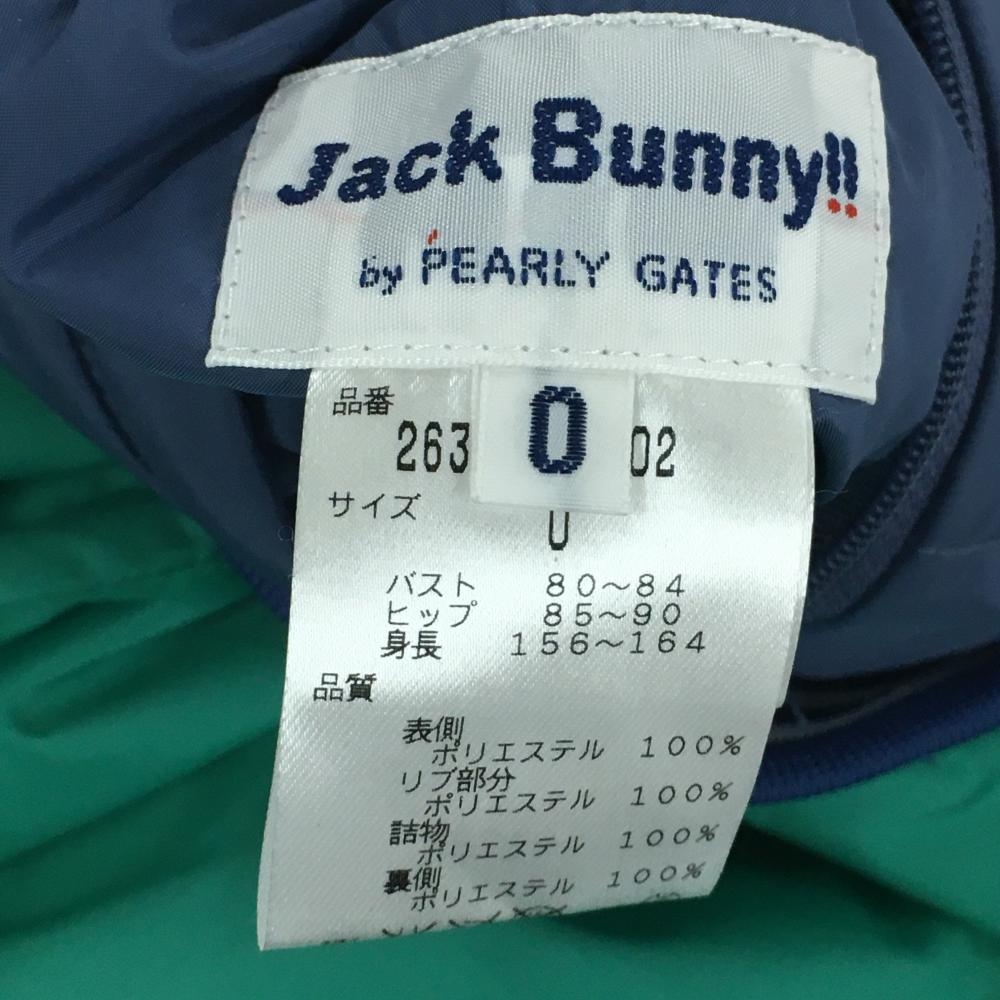 Jack Bunny!!
by PEARLY GATES
品番
263 02
0
サイズ
バスト 80～84
ヒップ 85～90
身長 156～164
品質
表側
ポリエステル 100%
リブ部分
ポリエステル 100%
詰物
ポリエステル 100%
裏側
ポリエステル 100%